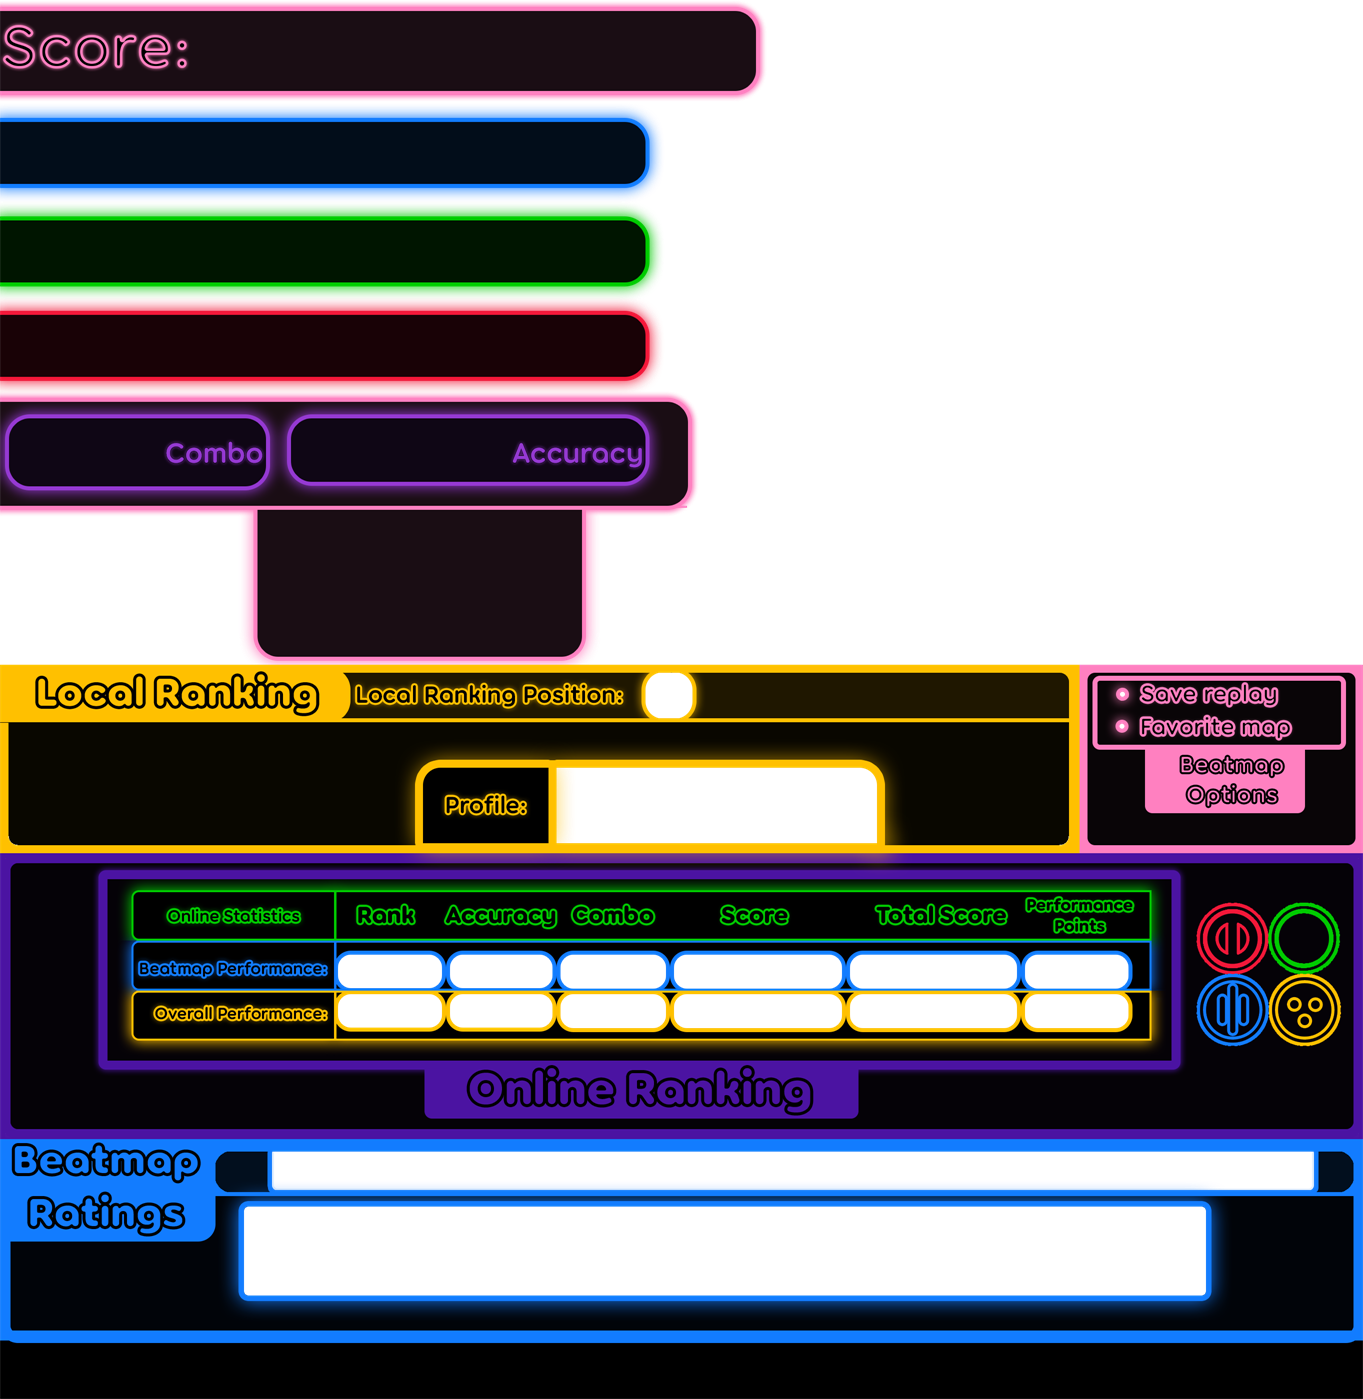 Score:
Combo
Accuracy
Local Ranking
Local Ranking Position:
Profile:
Save replay
Favorite map
Beatmap
Options
Online Statistics
Rank
Accuracy
Combo
Score
Total Score
Performance
Points
Beatmap Performance:
Overall Performance:
Online Ranking
Beatmap
Ratings